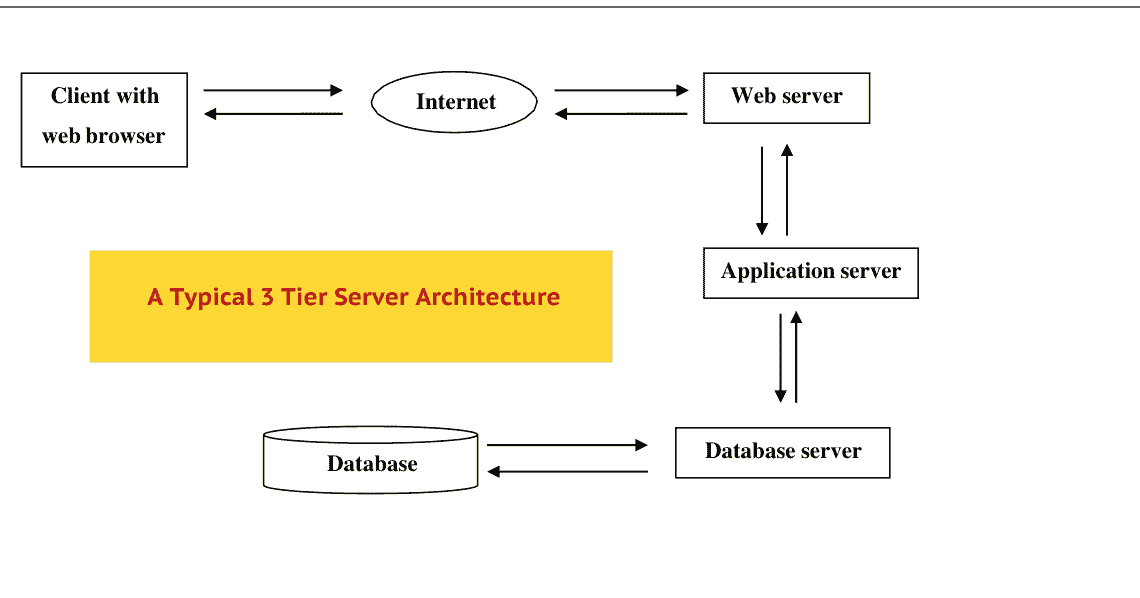 Client with
web browser
Internet
Web server
Application server
A Typical 3 Tier Server Architecture
Database server
Database